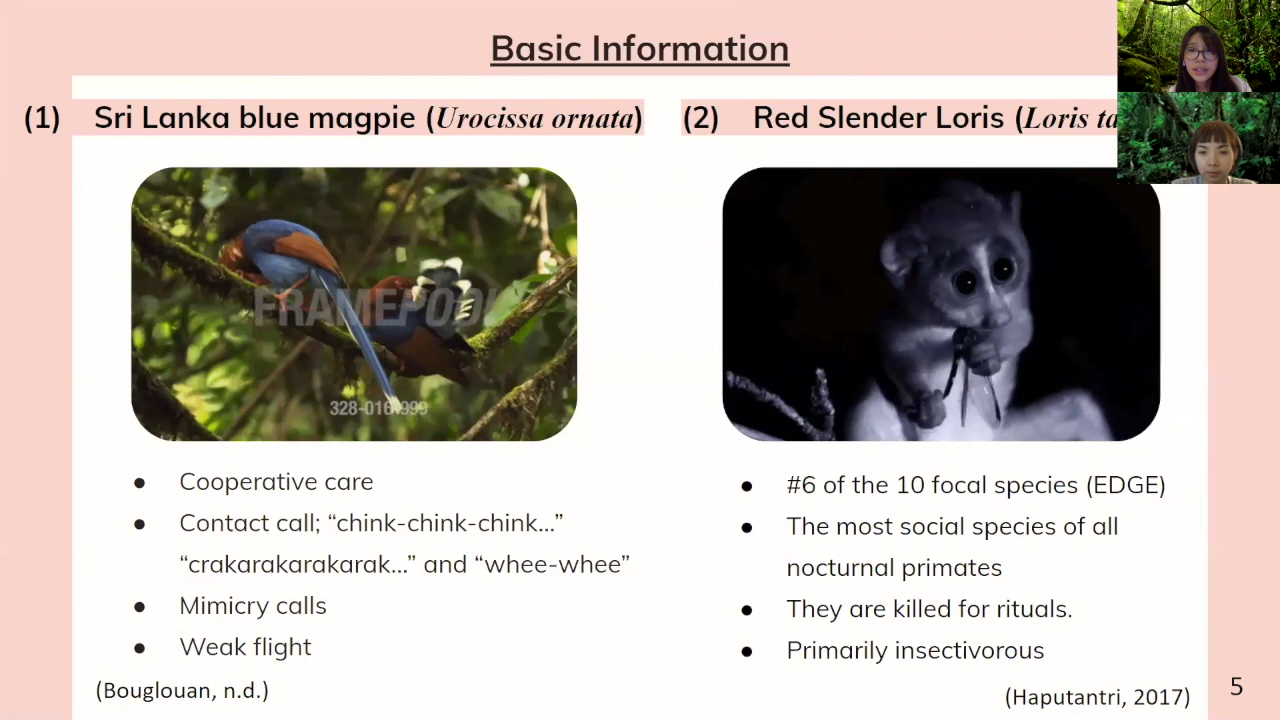 Basic Information
(1) Sri Lanka blue magpie (Urocissa ornata)
(2) Red Slender Loris (Loris
FRAMEPOOL
328-016-999
● Cooperative care
● Contact call; “chink-chink-chink...”
“crakarakarakarak...” and “whee-whee”
● Mimicry calls
● Weak flight
(Bouglouan, n.d.)
● #6 of the 10 focal species (EDGE)
● The most social species of all
nocturnal primates
● They are killed for rituals.
● Primarily insectivorous
(Haputantri, 2017)
5